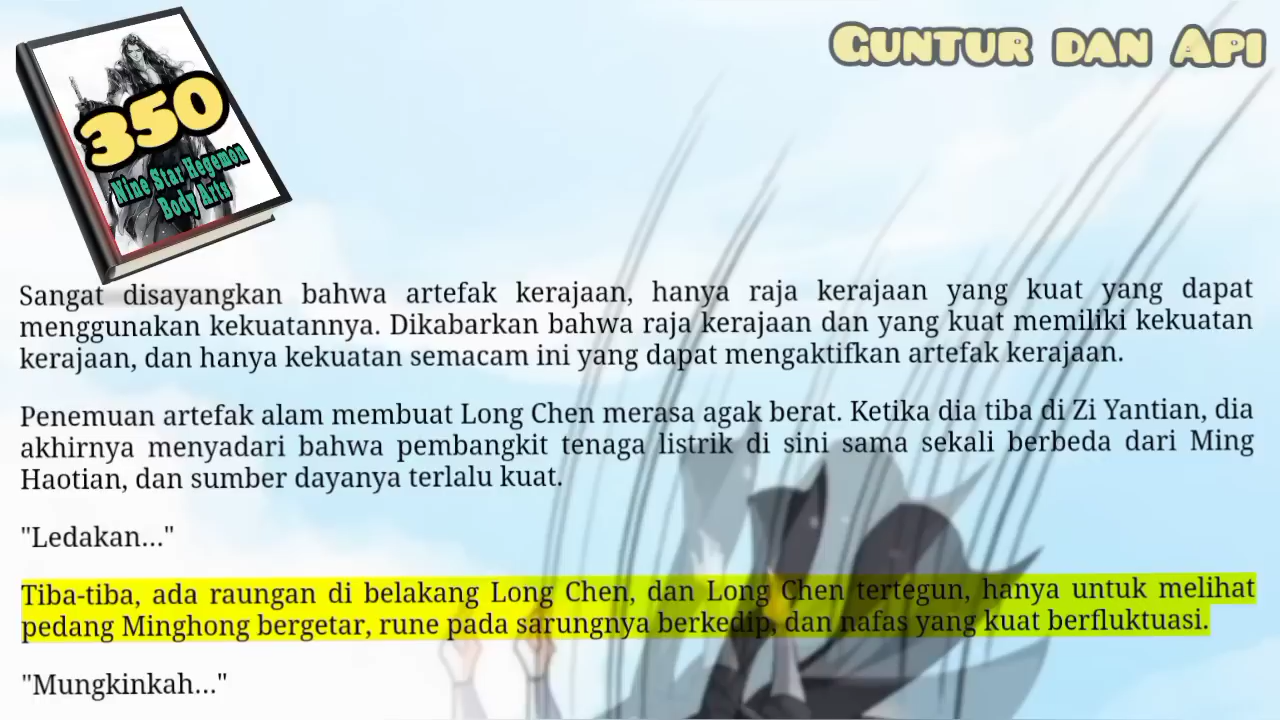 Guntur dan Api
350
Nine Star Hegemon
Body Arts
Sangat disayangkan bahwa artefak kerajaan, hanya raja kerajaan yang kuat yang dapat
menggunakan kekuatannya. Dikabarkan bahwa raja kerajaan dan yang kuat memiliki kekuatan
kerajaan, dan hanya kekuatan semacam ini yang dapat mengaktifkan artefak kerajaan.
Penemuan artefak alam membuat Long Chen merasa agak berat. Ketika dia tiba di Zi Yantian, dia
akhirnya menyadari bahwa pembangkit tenaga listrik di sini sama sekali berbeda dari Ming
Haotian, dan sumber dayanya terlalu kuat.
"Ledakan..."
Tiba-tiba, ada raungan di belakang Long Chen, dan Long Chen tertegun, hanya untuk melihat
pedang Minghong bergetar, rune pada sarungnya berkedip, dan nafas yang kuat berfluktuasi.
"Mungkinkah..."